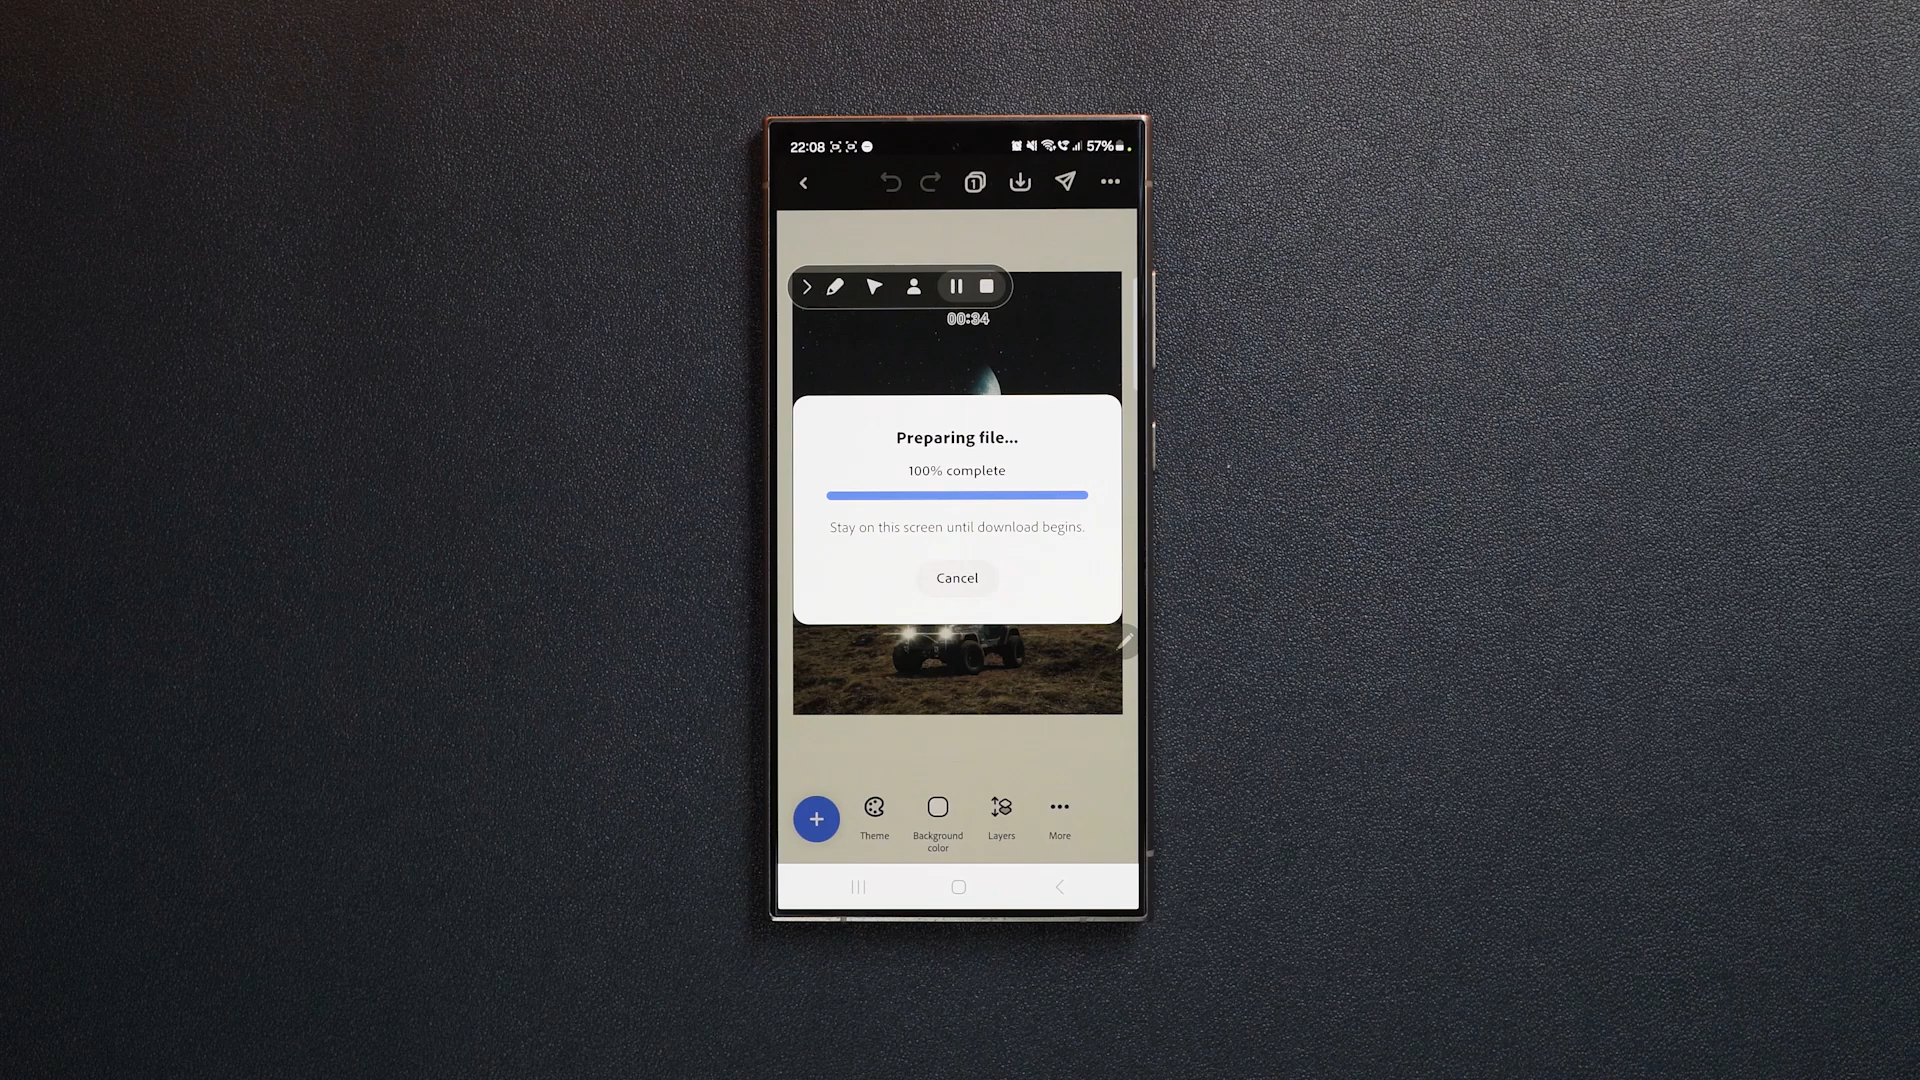 22:08
57%
1
00:34
Preparing file...
100% complete
Stay on this screen until download begins.
Cancel
Theme
Background
color
Layers
More